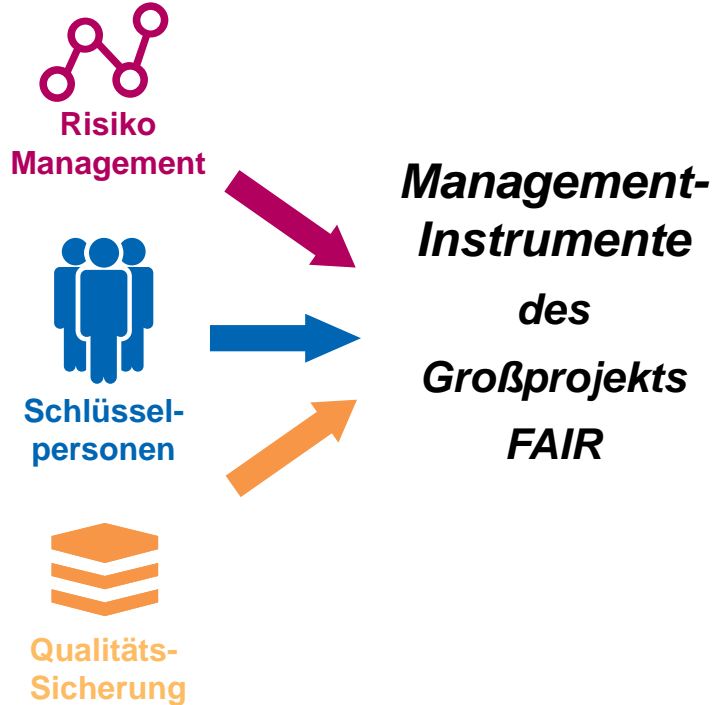 Risiko
Management
Schlüssel-
personen
Qualitäts-
Sicherung
Management-
Instrumente
des
Großprojekts
FAIR